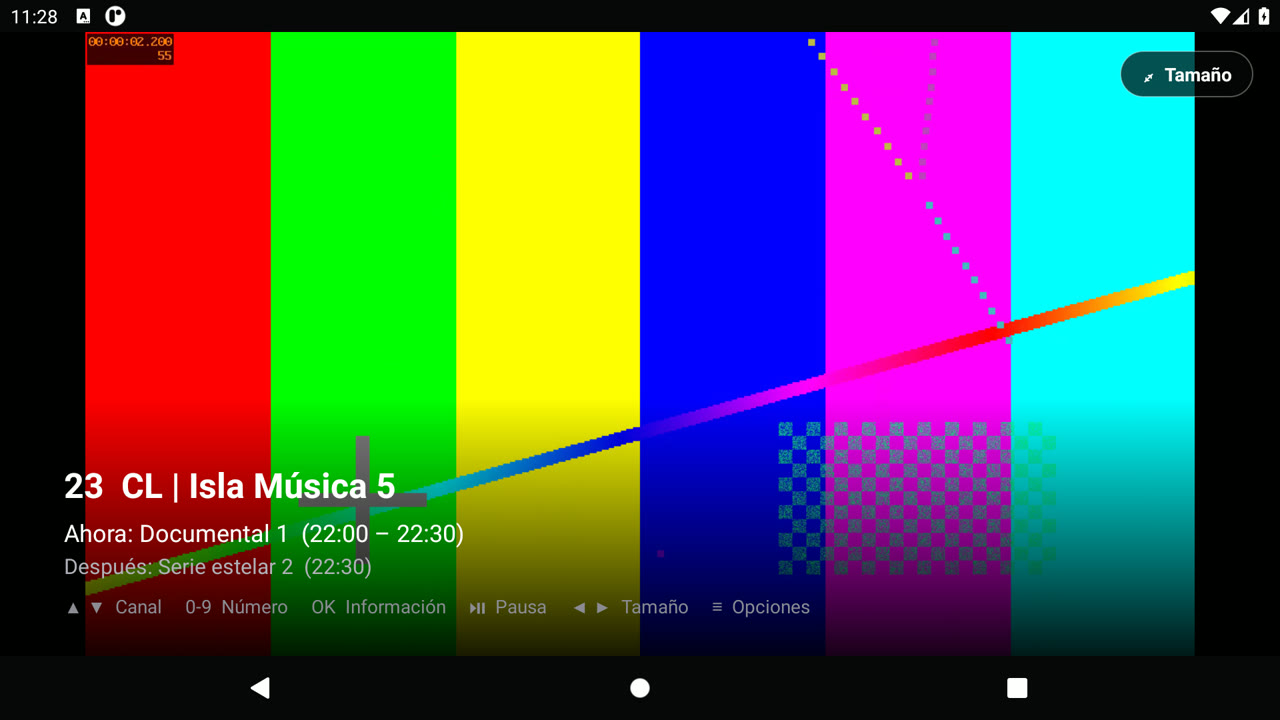 11:28
00:00:02.200
55
Tamaño
23 CL | Isla Música 5
Ahora: Documental 1 (22:00 – 22:30)
Después: Serie estelar 2 (22:30)
▲ ▼ Canal 0-9 Número OK Información ⏯ Pausa ◄ ► Tamaño ≡ Opciones